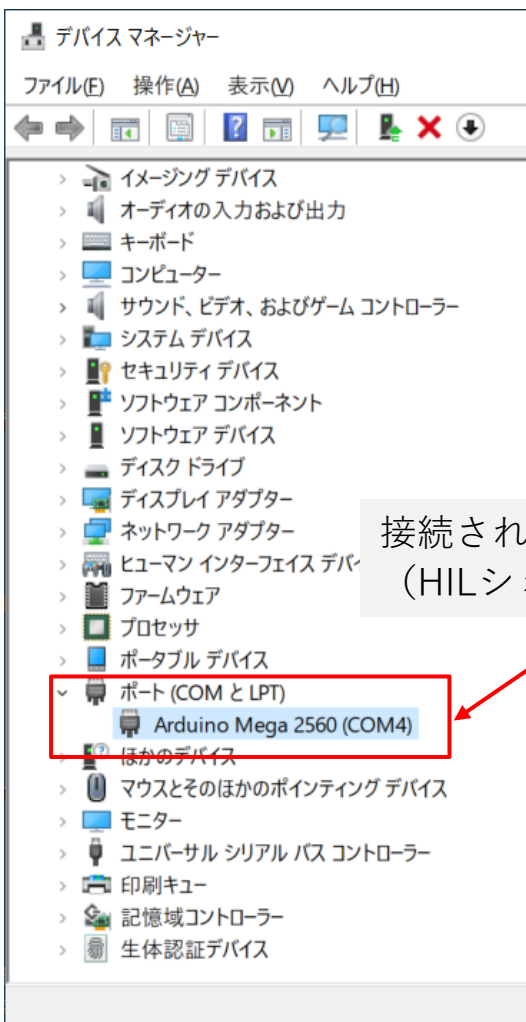 デバイス マネージャー
ファイル(F) 操作(A) 表示(V) ヘルプ(H)
イメージング デバイス
オーディオの入力および出力
キーボード
コンピューター
サウンド、ビデオ、およびゲーム コントローラー
システム デバイス
セキュリティ デバイス
ソフトウェア コンポーネント
ソフトウェア デバイス
ディスク ドライブ
ディスプレイ アダプター
ネットワーク アダプター
接続され
ヒューマン インターフェイス デバイ
(HILシ
ファームウェア
プロセッサ
ポータブル デバイス
ポート (COM と LPT)
Arduino Mega 2560 (COM4)
ほかのデバイス
マウスとそのほかのポインティング デバイス
モニター
ユニバーサル シリアル バス コントローラー
印刷キュー
記憶域コントローラー
生体認証デバイス